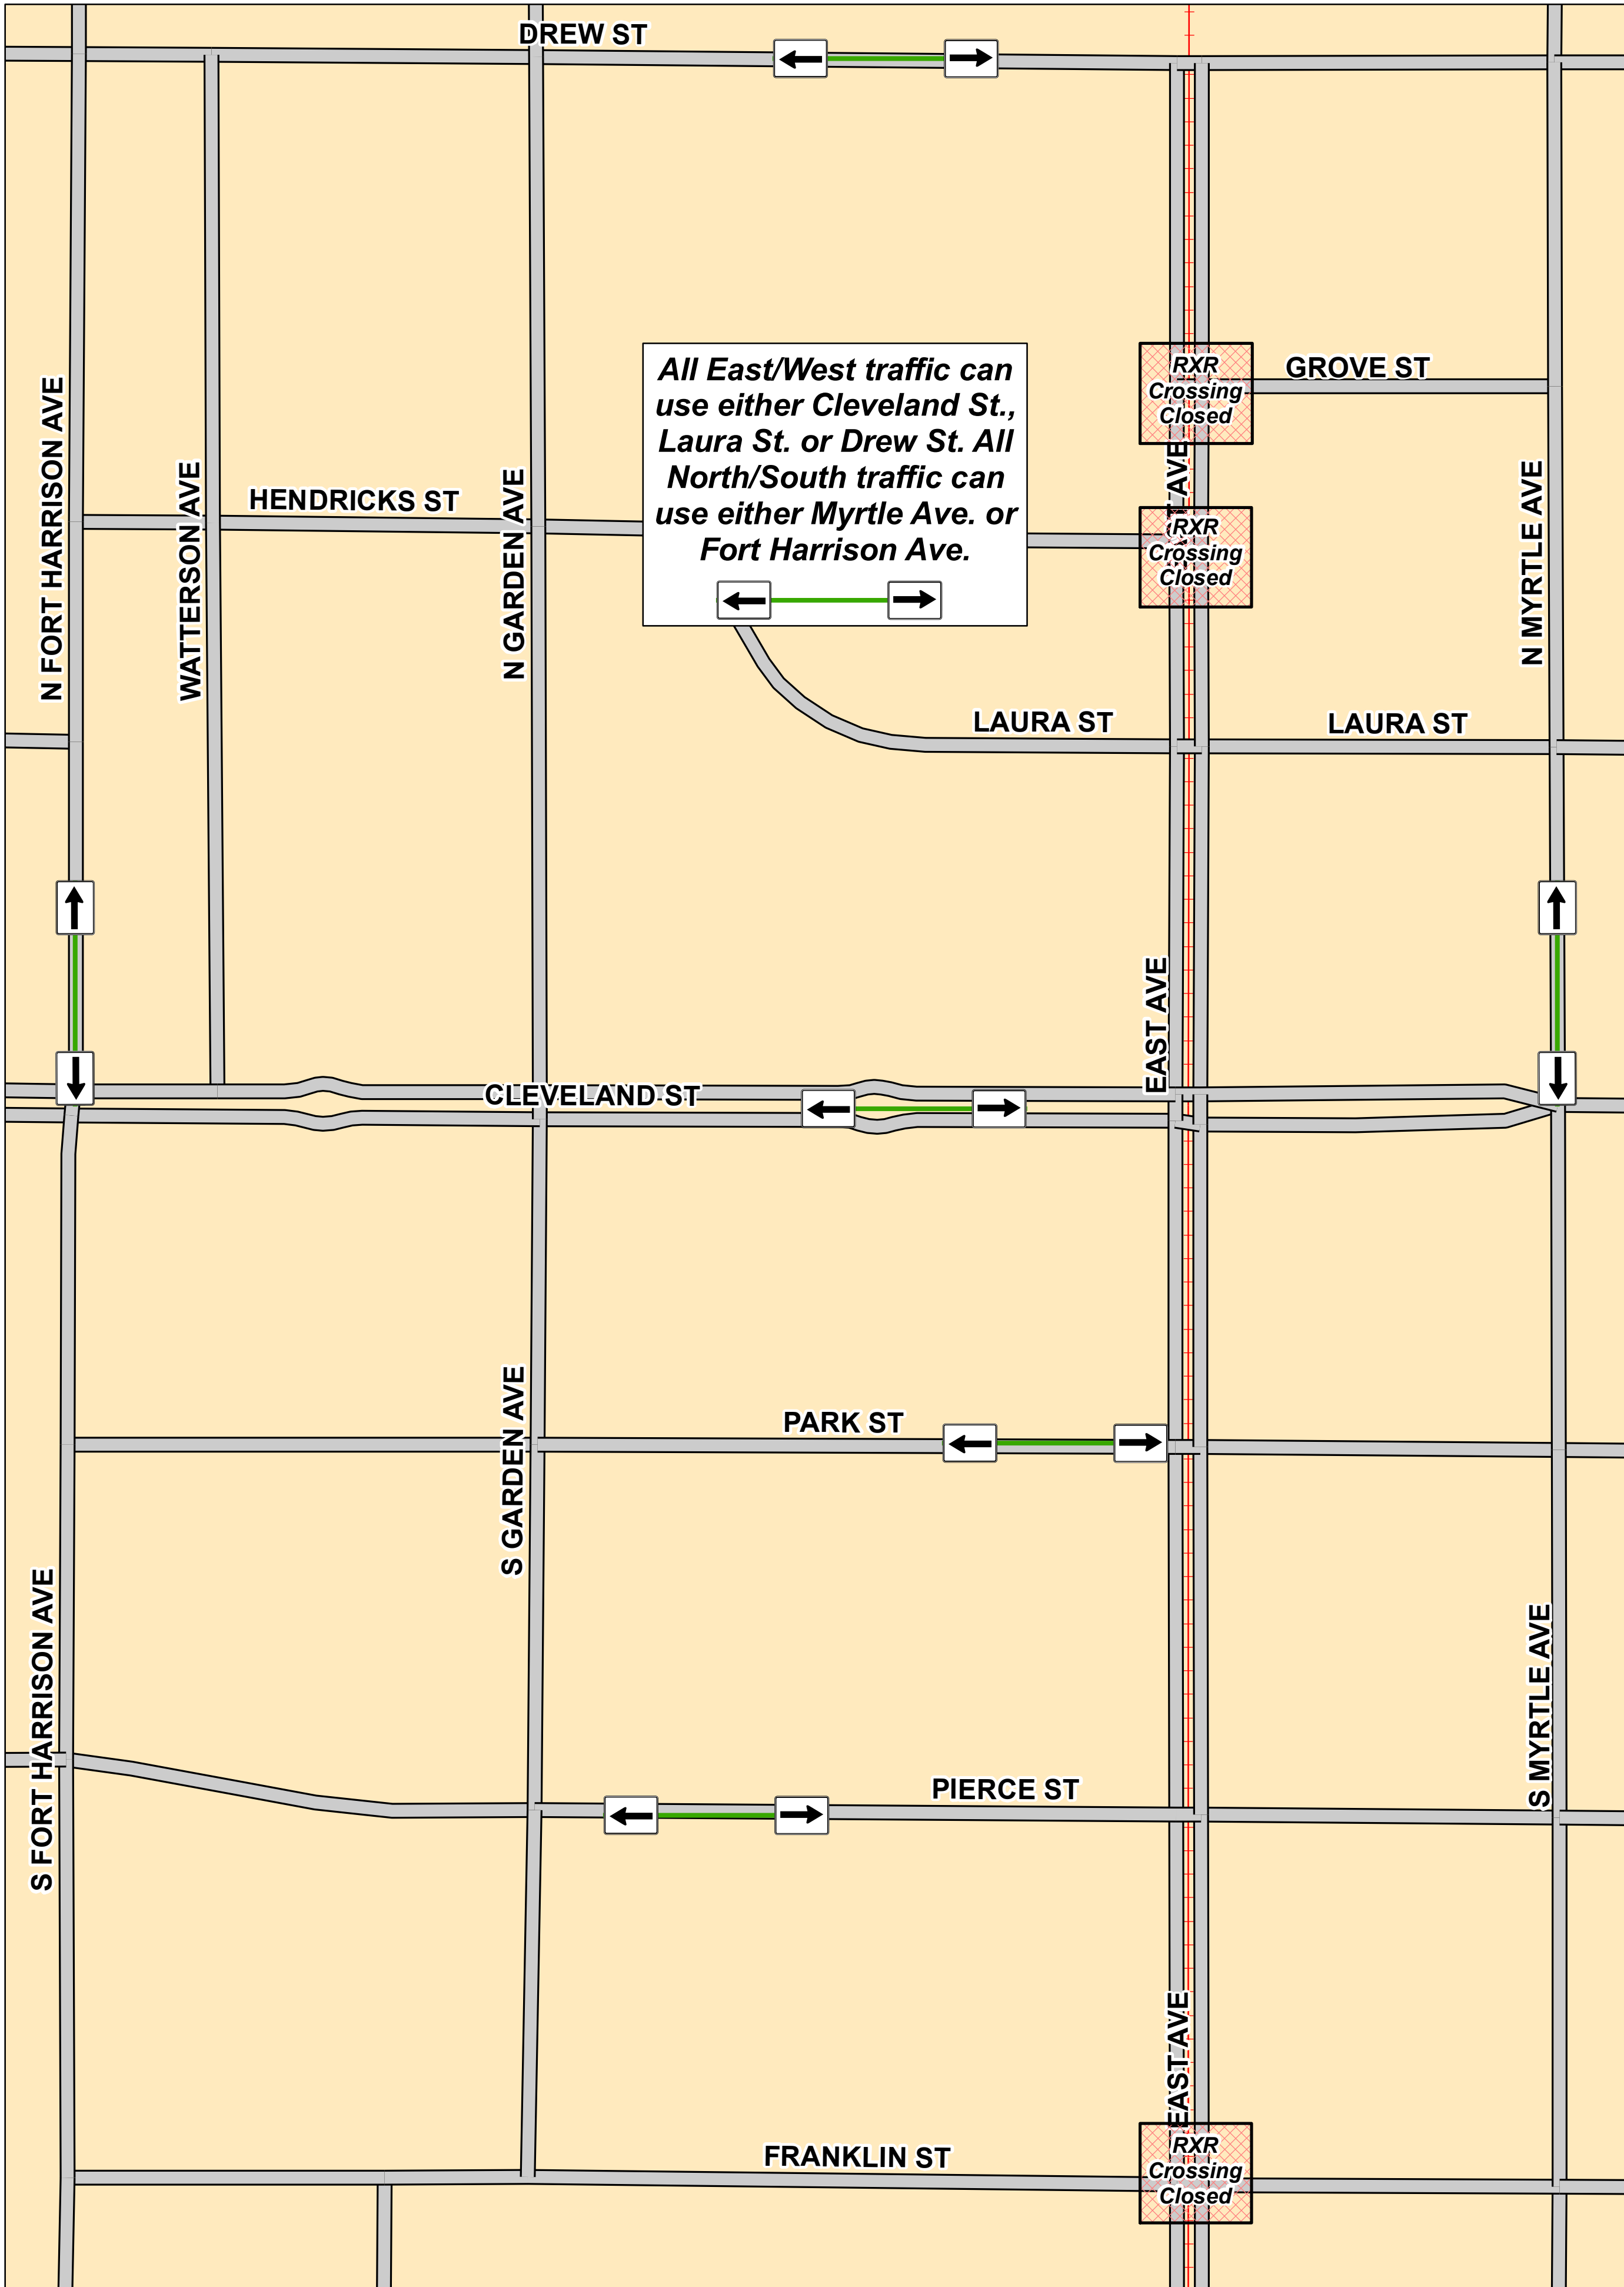 DREW ST
GROVE ST
RXR
Crossing
Closed
All East/West traffic can
use either Cleveland St.,
Laura St. or Drew St. All
North/South traffic can
use either Myrtle Ave. or
Fort Harrison Ave.
N FORT HARRISON AVE
WATTERSON AVE
HENDRICKS ST
N GARDEN AVE
RXR
Crossing
Closed
N MYRTLE AVE
LAURA ST
LAURA ST
EAST AVE
CLEVELAND ST
PARK ST
S GARDEN AVE
S FORT HARRISON AVE
S MYRTLE AVE
PIERCE ST
EAST AVE
FRANKLIN ST
RXR
Crossing
Closed